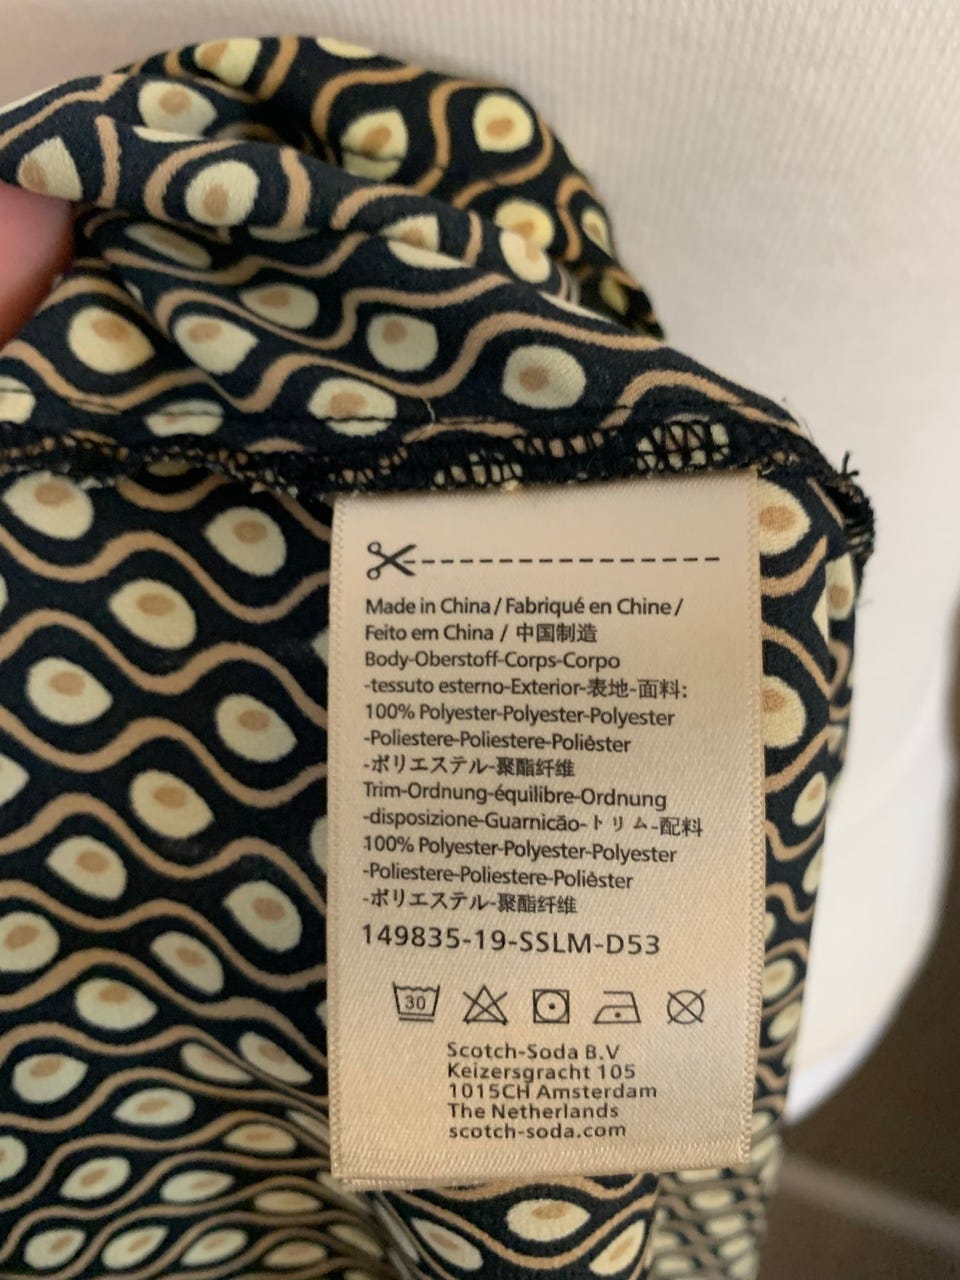 Made in China / Fabriqué en Chine /
Feito em China / 中国制造
Body-Oberstoff-Corps-Corpo
-tessuto esterno-Exterior-表地-面料:
100% Polyester-Polyester-Polyester
-Poliestere-Poliestere-Poliėster
-ポリエステル-聚酯纤维
Trim-Ordnung-équilibre-Ordnung
-disposizione-Guarnicão-トリム-配料
100% Polyester-Polyester-Polyester
-Poliestere-Poliestere-Poliėster
-ポリエステル-聚酯纤维
149835-19-SSLM-D53
30
Scotch-Soda B.V
Keizersgracht 105
1015CH Amsterdam
The Netherlands
scotch-soda.com